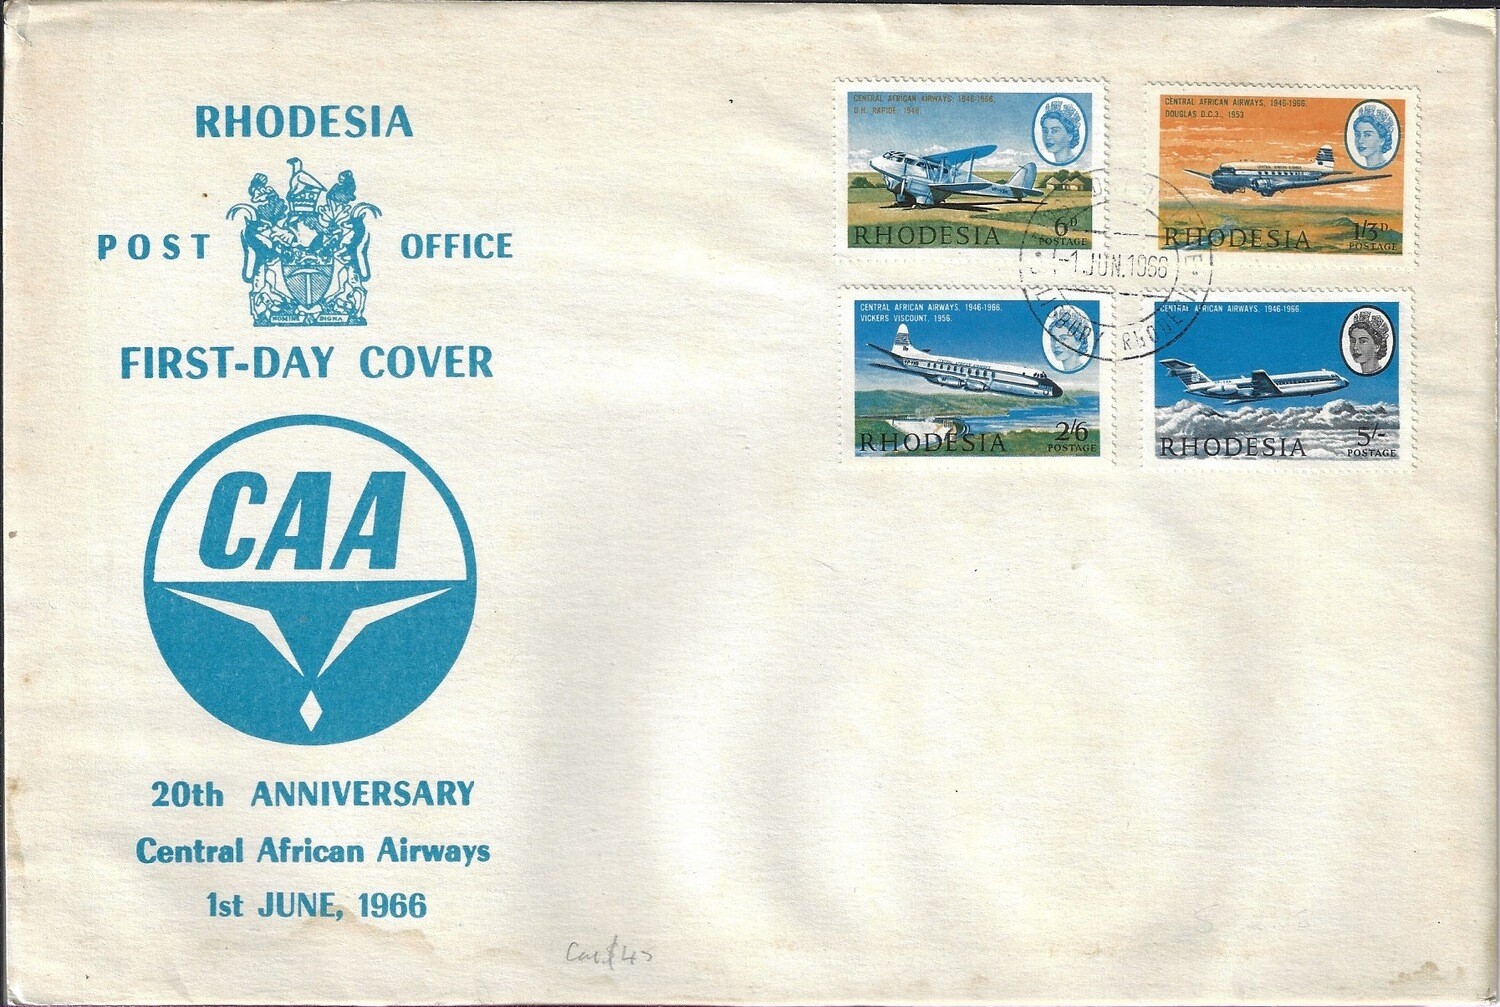 RHODESIA
POST OFFICE
NOMINE DIGNA
FIRST-DAY COVER
CAA
20th ANNIVERSARY
Central African Airways
1st JUNE, 1966
CENTRAL AFRICAN AIRWAYS, 1946-1966.
D.H. RAPIDE, 1946.
6D
RHODESIA POSTAGE
CENTRAL AFRICAN AIRWAYS, 1946-1966.
DOUGLAS D.C.3., 1953
1/3D
RHODESIA POSTAGE
1 JUN.1966
CENTRAL AFRICAN AIRWAYS, 1946-1966.
VICKERS VISCOUNT, 1956.
2/6
RHODESIA POSTAGE
CENTRAL AFRICAN AIRWAYS, 1946-1966.
5/-
RHODESIA POSTAGE